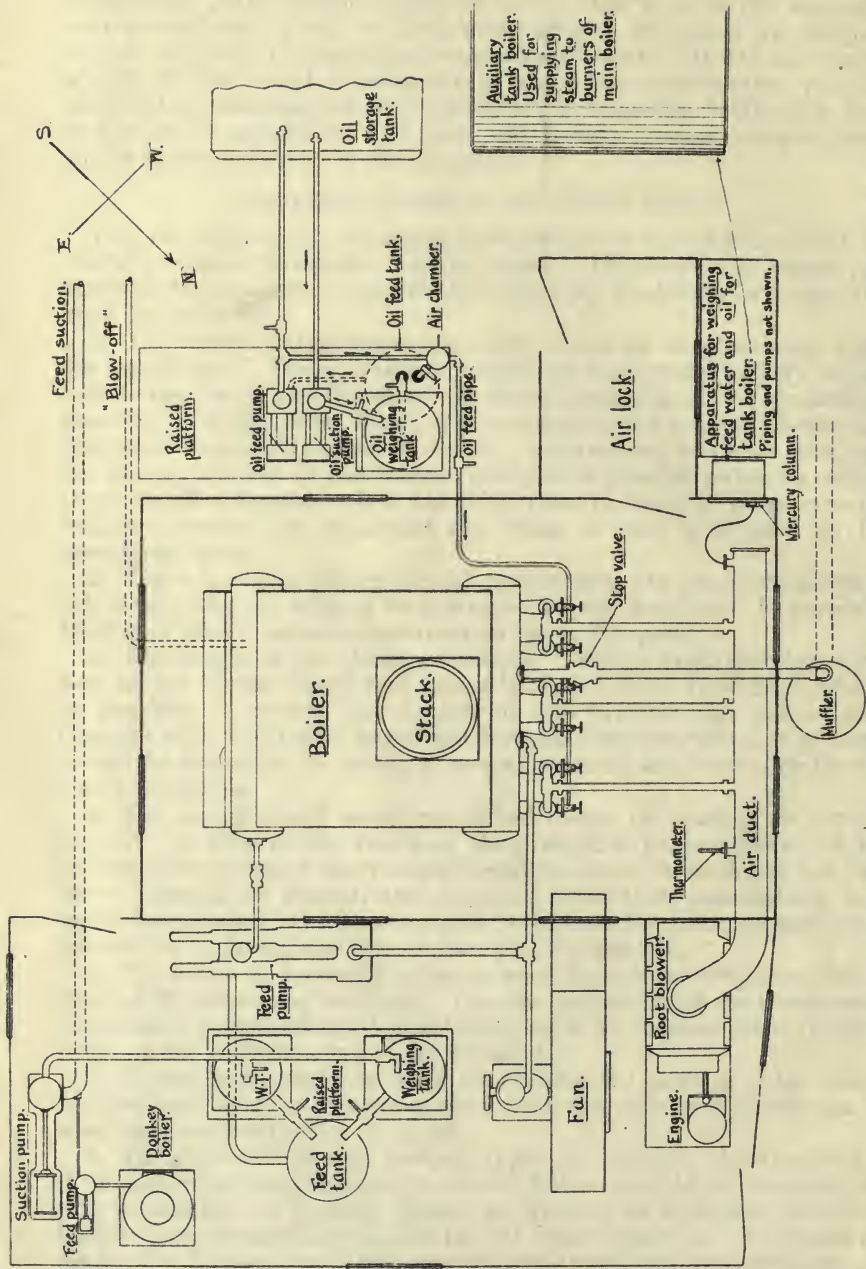 S
E.
W.
N
Feed suction.
"Blow-off"
Oil
storage
tank.
Auxiliary
tank boiler.
Used for
supplying
steam to
burners of
main boiler.
Raised
platform.
Oil feed pump.
Oil suction
pump.
Oil
weighing
tank
Oil feed tank.
Air chamber.
Oil feed pipe.
Air lock.
Apparatus for weighing
feed water and oil for
tank boiler.
Piping and pumps not shown.
Mercury column.
Boiler.
Stack.
Stop valve.
Muffler.
Thermometer.
Air duct.
Suction pump.
Feed pump.
Donkey
boiler.
Feed
pump.
W.T.1
Raised
platform.
Weighing
tank.
Feed
tank.
Fan.
Root blower.
Engine.